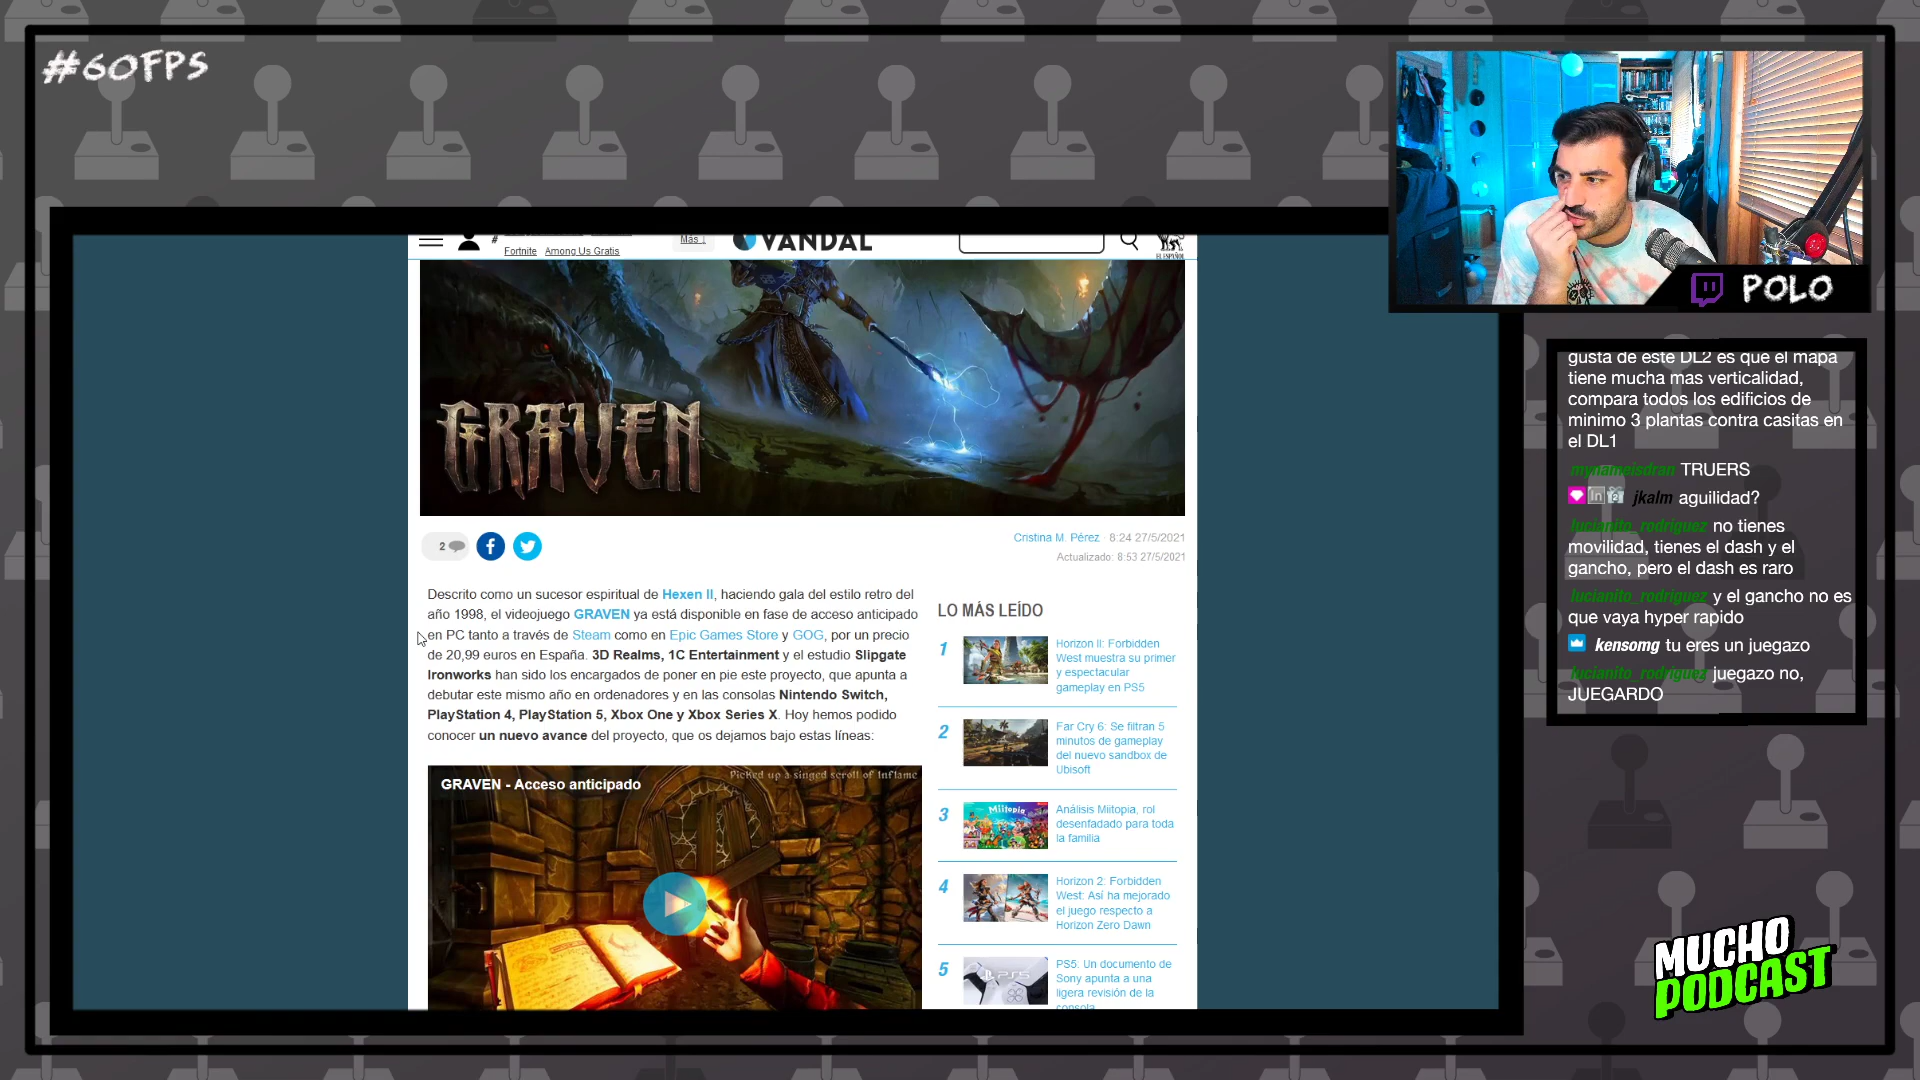 #60FPS
Fortnite Among Us Gratis
Más ↓
VANDAL
EL ESPAÑOL
GRAVEN
2
Cristina M. Pérez · 8:24 27/5/2021
Actualizado: 8:53 27/5/2021
Descrito como un sucesor espiritual de Hexen II, haciendo gala del estilo retro del
año 1998, el videojuego GRAVEN ya está disponible en fase de acceso anticipado
en PC tanto a través de Steam como en Epic Games Store y GOG, por un precio
de 20,99 euros en España. 3D Realms, 1C Entertainment y el estudio Slipgate
Ironworks han sido los encargados de poner en pie este proyecto, que apunta a
debutar este mismo año en ordenadores y en las consolas Nintendo Switch,
PlayStation 4, PlayStation 5, Xbox One y Xbox Series X. Hoy hemos podido
conocer un nuevo avance del proyecto, que os dejamos bajo estas líneas:
Picked up a singed scroll of Inflame
GRAVEN - Acceso anticipado
LO MÁS LEÍDO
1
Horizon II: Forbidden
West muestra su primer
y espectacular
gameplay en PS5
2
Far Cry 6: Se filtran 5
minutos de gameplay
del nuevo sandbox de
Ubisoft
3
Miitopia
Análisis Miitopia, rol
desenfadado para toda
la familia
4
Horizon 2: Forbidden
West: Así ha mejorado
el juego respecto a
Horizon Zero Dawn
5
PS5
PS5: Un documento de
Sony apunta a una
ligera revisión de la
consola
POLO
gusta de este DL2 es que el mapa
tiene mucha mas verticalidad,
compara todos los edificios de
minimo 3 plantas contra casitas en
el DL1
mynameisdran TRUERS
jkalm aguilidad?
lucianito_rodriguez no tienes
movilidad, tienes el dash y el
gancho, pero el dash es raro
lucianito_rodriguez y el gancho no es
que vaya hyper rapido
kensomg tu eres un juegazo
lucianito_rodriguez juegazo no,
JUEGARDO
MUCHO
PODCAST